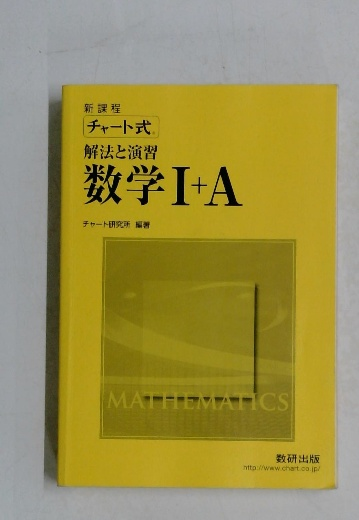 新課程
チャート式®
解法と演習
数学I+A
チャート研究所 編著
MATHEMATICS
数研出版
http://www.chart.co.jp/